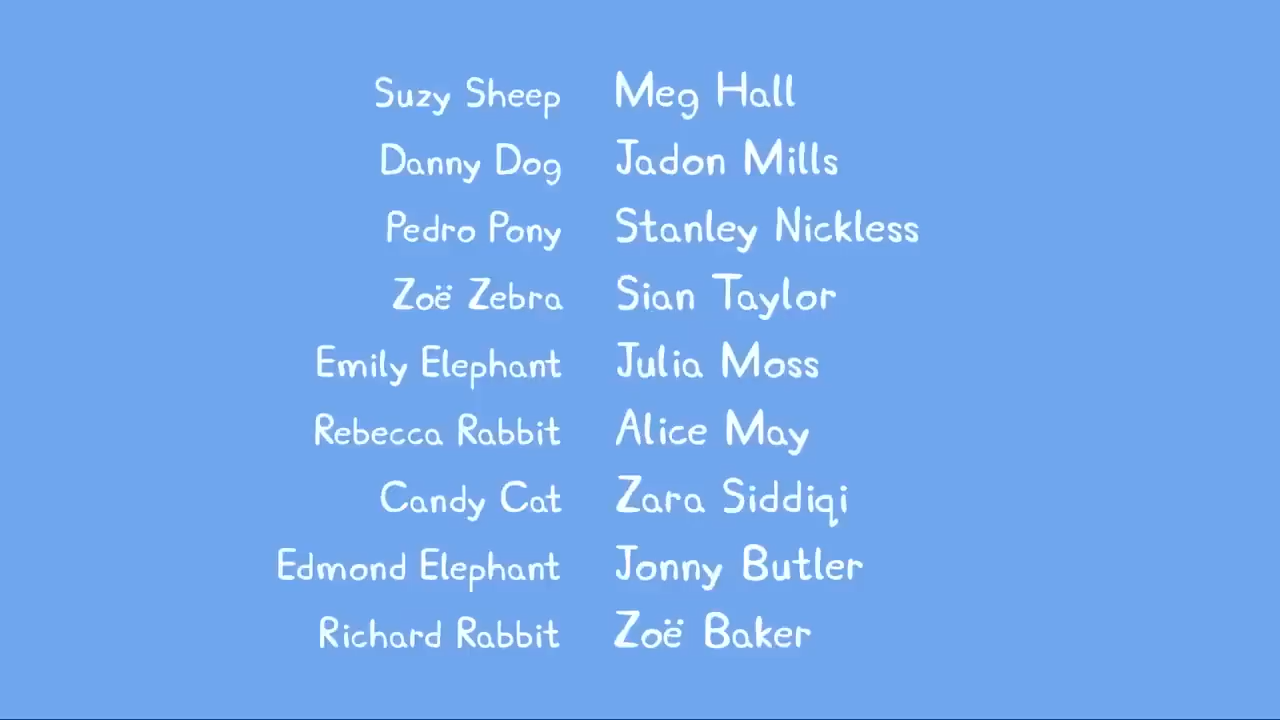 Suzy Sheep Meg Hall
Danny Dog Jadon Mills
Pedro Pony Stanley Nickless
Zoë Zebra Sian Taylor
Emily Elephant Julia Moss
Rebecca Rabbit Alice May
Candy Cat Zara Siddiqi
Edmond Elephant Jonny Butler
Richard Rabbit Zoë Baker